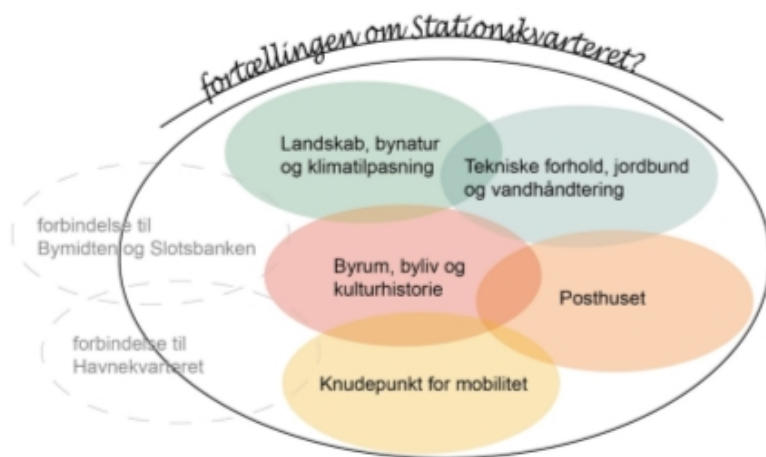 fortællingen om Stationskvarteret?
Landskab, bynatur
og klimatilpasning
Tekniske forhold, jordbund
og vandhåndtering
forbindelse til
Bymidten og Slotsbanken
Byrum, byliv og
kulturhistorie
Posthuset
forbindelse til
Havnekvarteret
Knudepunkt for mobilitet